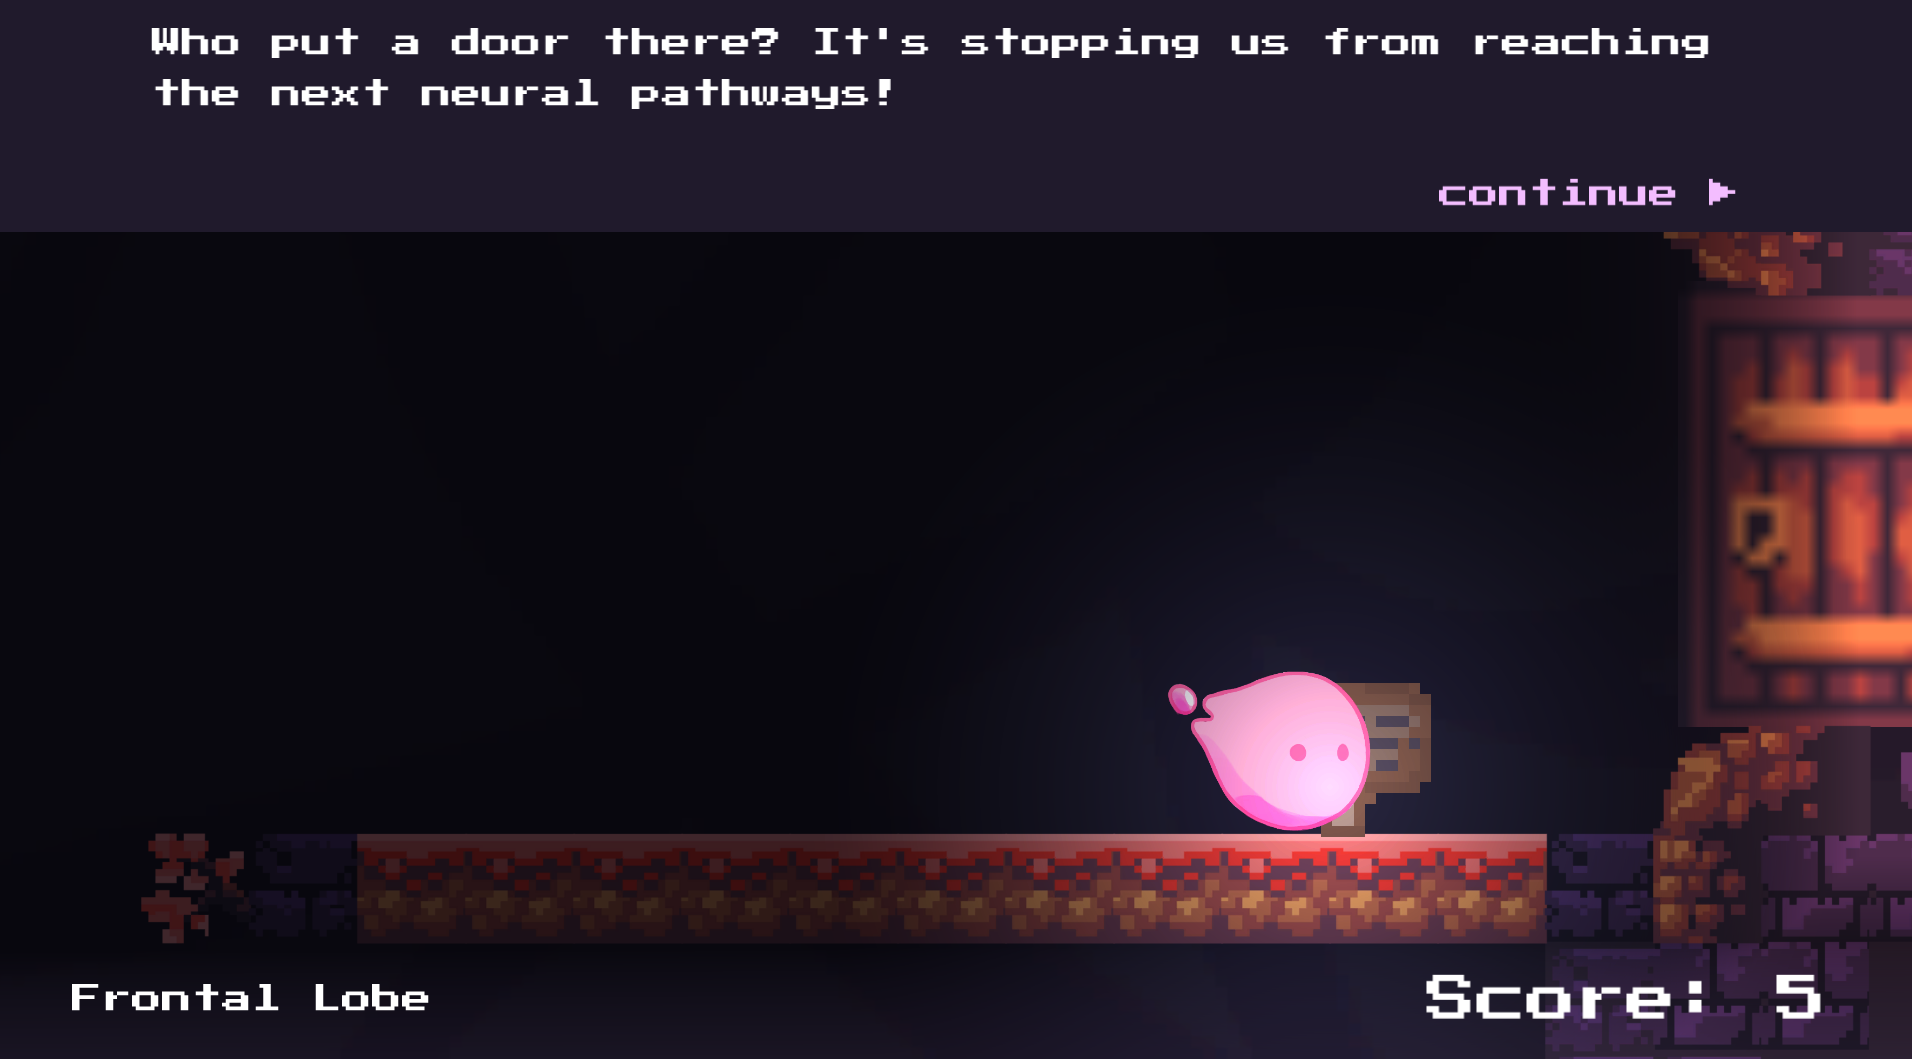 Who put a door there? It's stopping us from reaching
the next neural pathways!
continue ►
Frontal Lobe
Score: 5